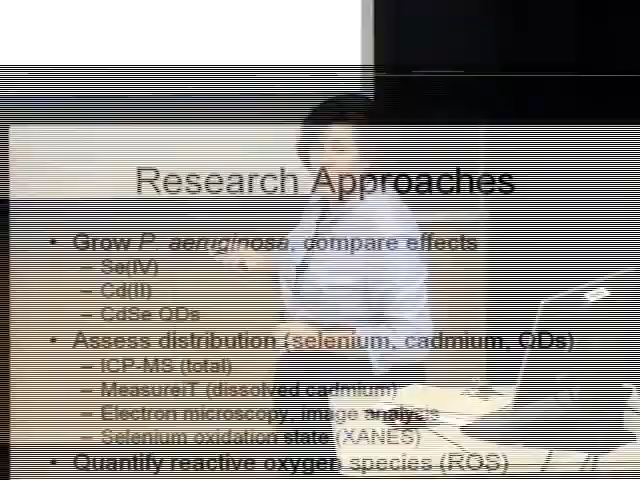 Research Approaches
• Grow P. aeruginosa, compare effects
– Se(IV)
– Cd(II)
– CdSe QDs
• Assess distribution (selenium, cadmium, QDs)
– ICP-MS (total)
– MeasureiT (dissolved cadmium)
– Electron microscopy, image analysis
– Selenium oxidation state (XANES)
• Quantify reactive oxygen species (ROS)